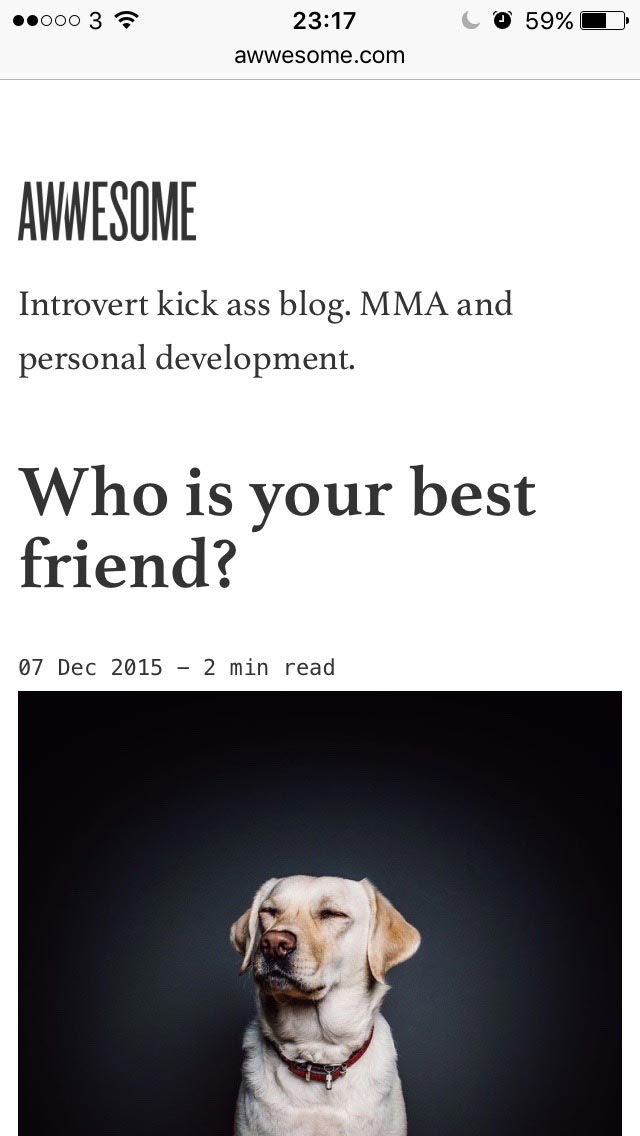 3 23:17 59%
awwesome.com
AWWESOME
Introvert kick ass blog. MMA and
personal development.
Who is your best
friend?
07 Dec 2015 – 2 min read